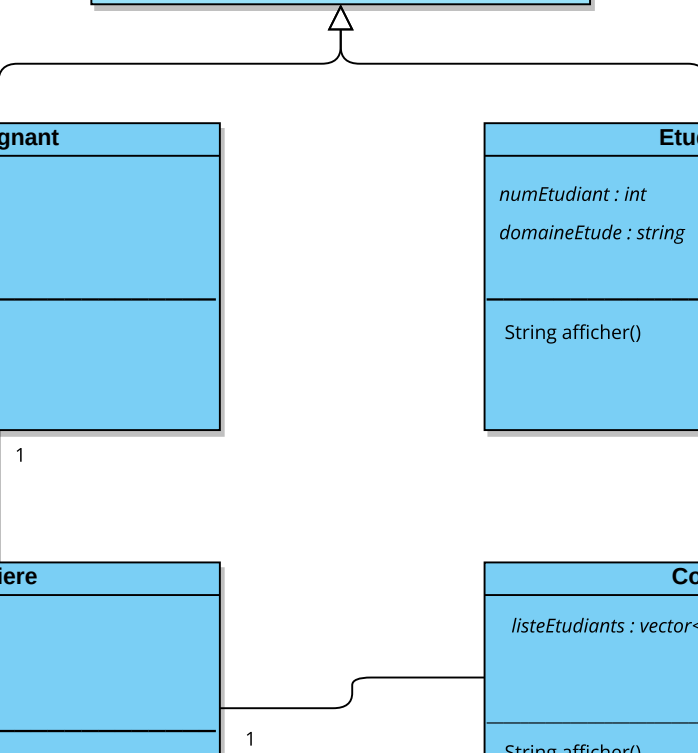 gnant
Etu
numEtudiant : int
domaineEtude : string
String afficher()
1
iere
Co
listeEtudiants : vector<
1
String afficher()